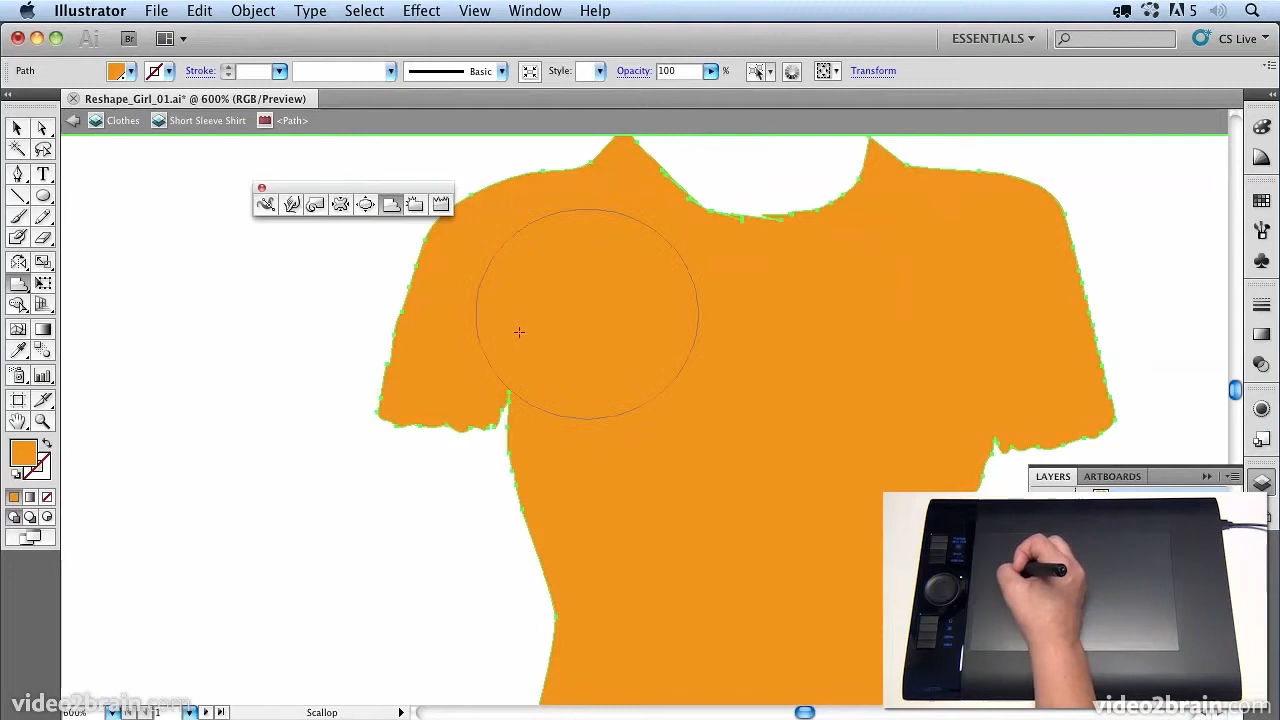 Illustrator File Edit Object Type Select Effect View Window Help 5
Ai Br ESSENTIALS CS Live
Path Stroke: Basic Style: Opacity: 100 % Transform
Reshape_Girl_01.ai* @ 600% (RGB/Preview)
Clothes Short Sleeve Shirt <Path>
T
LAYERS ARTBOARDS
600% 1 Scallop
video2brain.com
video2brain.com